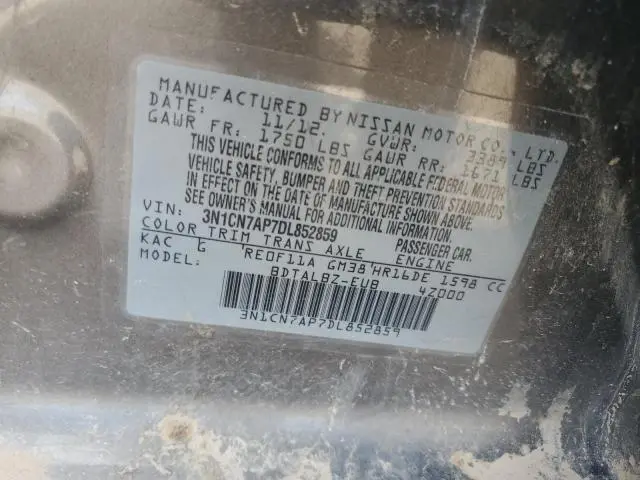 MANUFACTURED BY NISSAN MOTOR CO., LTD.
DATE: 11/12. GVWR: 3389 LBS
GAWR FR: 1750 LBS GAWR RR: 1671 LBS
THIS VEHICLE CONFORMS TO ALL APPLICABLE FEDERAL MOTOR
VEHICLE SAFETY, BUMPER AND THEFT PREVENTION STANDARDS
IN EFFECT ON THE DATE OF MANUFACTURE SHOWN ABOVE.
SEE OWNER'S MANUAL FOR ADDITIONAL INFORMATION.
VIN: 3N1CN7AP7DL852859 PASSENGER CAR.
COLOR TRIM TRANS AXLE ENGINE
KAC G RE0F11A GM38 HR16DE 1598 CC
BDTALBZ-EUB 4Z000
3N1CN7AP7DL852859